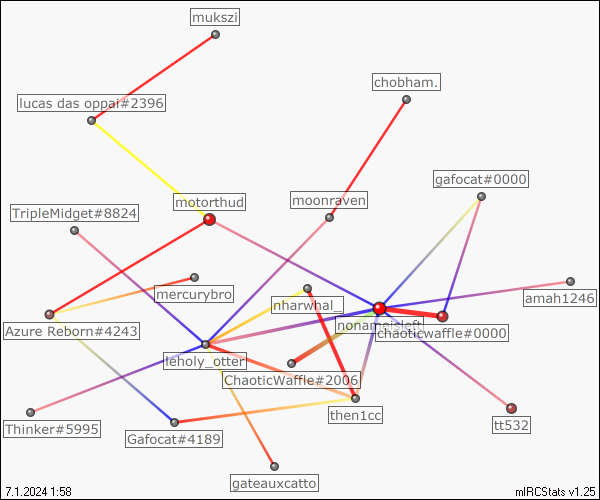 mukszi
chobham.
lucas das oppai#2396
gafocat#0000
motorthud
moonraven
TripleMidget#8824
mercurybro
nharwhal_
amah1246
nonameisleft
chaoticwaffle#0000
Azure Reborn#4243
leholy_otter
ChaoticWaffle#2006
then1cc
Thinker#5995
tt532
Gafocat#4189
gateauxcatto
7.1.2024 1:58
mIRCStats v1.25